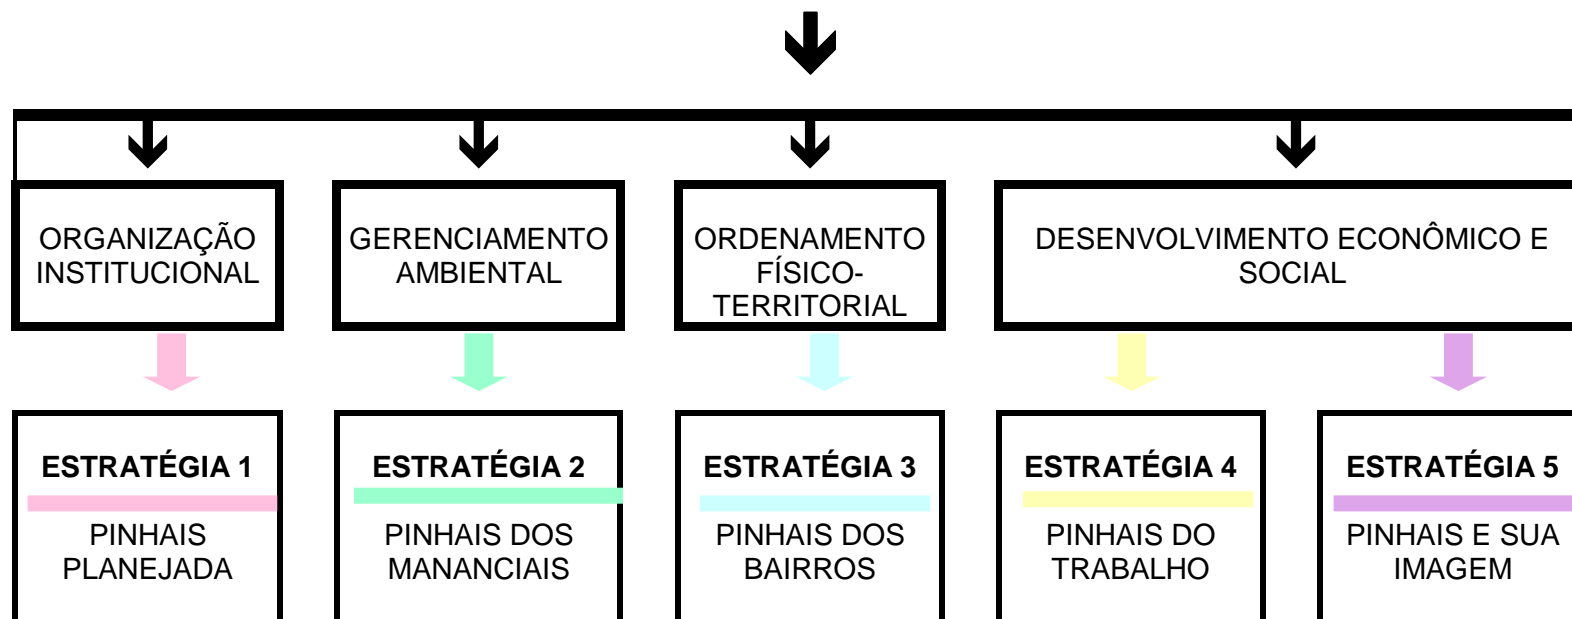 ORGANIZAÇÃO
INSTITUCIONAL
GERENCIAMENTO
AMBIENTAL
ORDENAMENTO
FÍSICO-
TERRITORIAL
DESENVOLVIMENTO ECONÔMICO E
SOCIAL
ESTRATÉGIA 1
PINHAIS
PLANEJADA
ESTRATÉGIA 2
PINHAIS DOS
MANANCIAIS
ESTRATÉGIA 3
PINHAIS DOS
BAIRROS
ESTRATÉGIA 4
PINHAIS DO
TRABALHO
ESTRATÉGIA 5
PINHAIS E SUA
IMAGEM